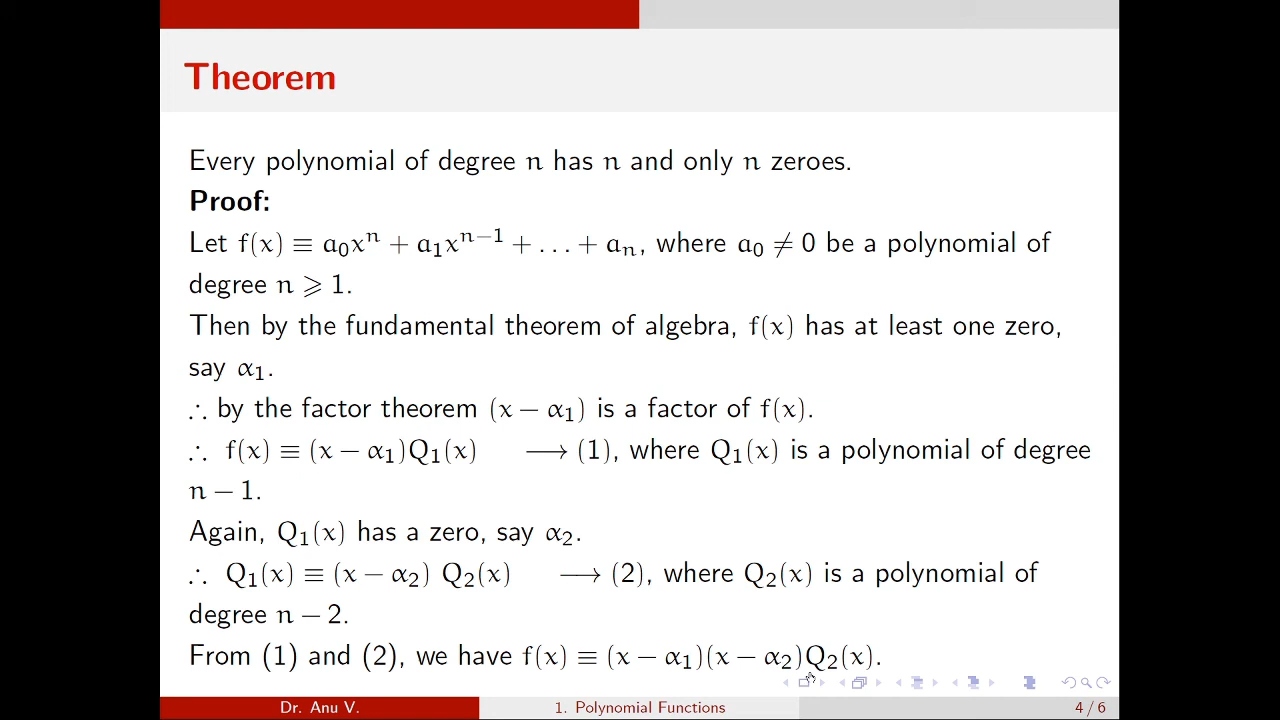 Theorem
Every polynomial of degree n has n and only n zeroes.
Proof:
Let f(x) ≡ a₀xⁿ + a₁xⁿ⁻¹ + . . . + aₙ, where a₀ ≠ 0 be a polynomial of
degree n ⩾ 1.
Then by the fundamental theorem of algebra, f(x) has at least one zero,
say α₁.
∴ by the factor theorem (x − α₁) is a factor of f(x).
∴ f(x) ≡ (x − α₁)Q₁(x) ⟶ (1), where Q₁(x) is a polynomial of degree
n − 1.
Again, Q₁(x) has a zero, say α₂.
∴ Q₁(x) ≡ (x − α₂) Q₂(x) ⟶ (2), where Q₂(x) is a polynomial of
degree n − 2.
From (1) and (2), we have f(x) ≡ (x − α₁)(x − α₂)Q₂(x).
Dr. Anu V. 1. Polynomial Functions 4 / 6